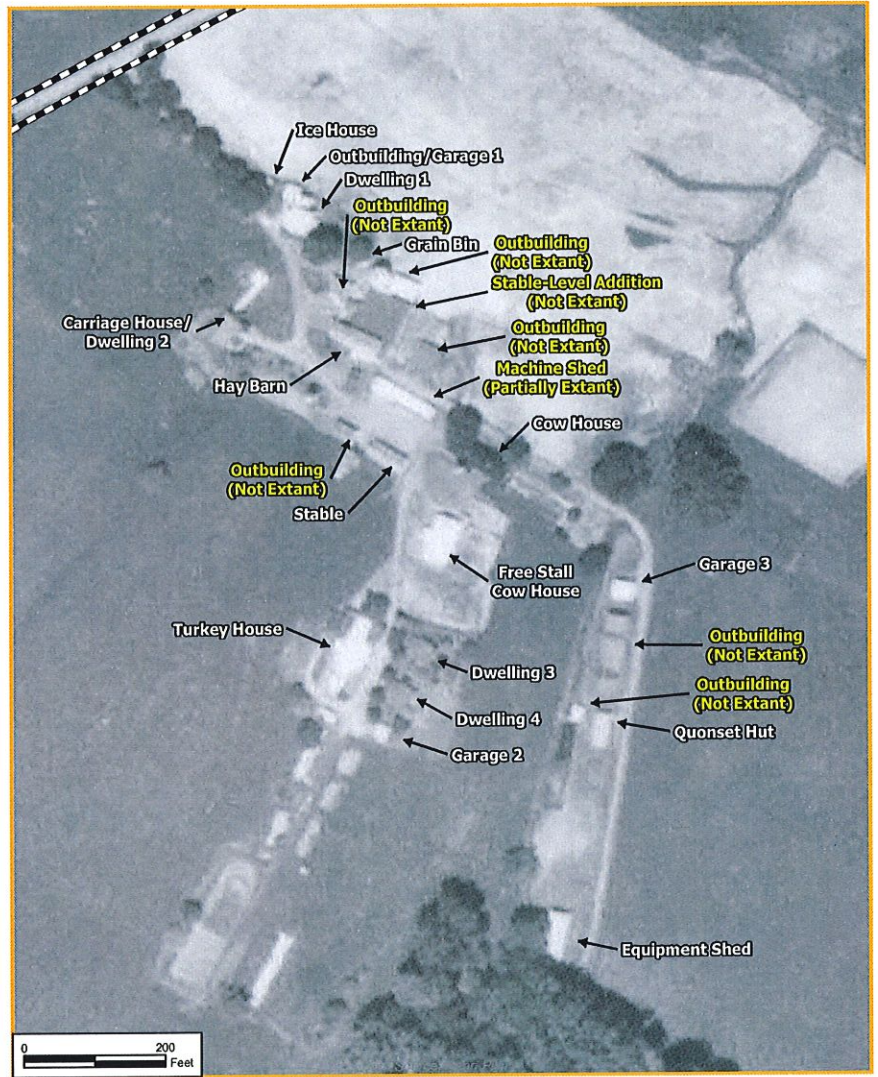 Ice House
Outbuilding/Garage 1
Dwelling 1
Outbuilding
(Not Extant)
Grain Bin
Outbuilding
(Not Extant)
Stable-Level Addition
(Not Extant)
Carriage House/
Dwelling 2
Outbuilding
(Not Extant)
Hay Barn
Machine Shed
(Partially Extant)
Cow House
Outbuilding
(Not Extant)
Stable
Free Stall
Cow House
Garage 3
Turkey House
Outbuilding
(Not Extant)
Dwelling 3
Outbuilding
(Not Extant)
Dwelling 4
Quonset Hut
Garage 2
Equipment Shed
0 200
Feet